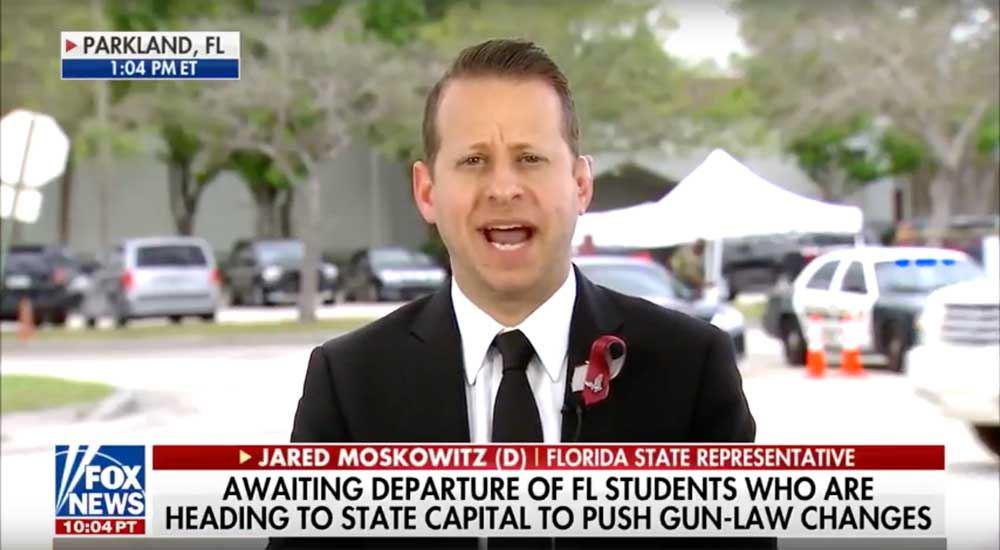 PARKLAND, FL
1:04 PM ET
JARED MOSKOWITZ (D) | FLORIDA STATE REPRESENTATIVE
FOX
NEWS
10:04 PT
AWAITING DEPARTURE OF FL STUDENTS WHO ARE
HEADING TO STATE CAPITAL TO PUSH GUN-LAW CHANGES